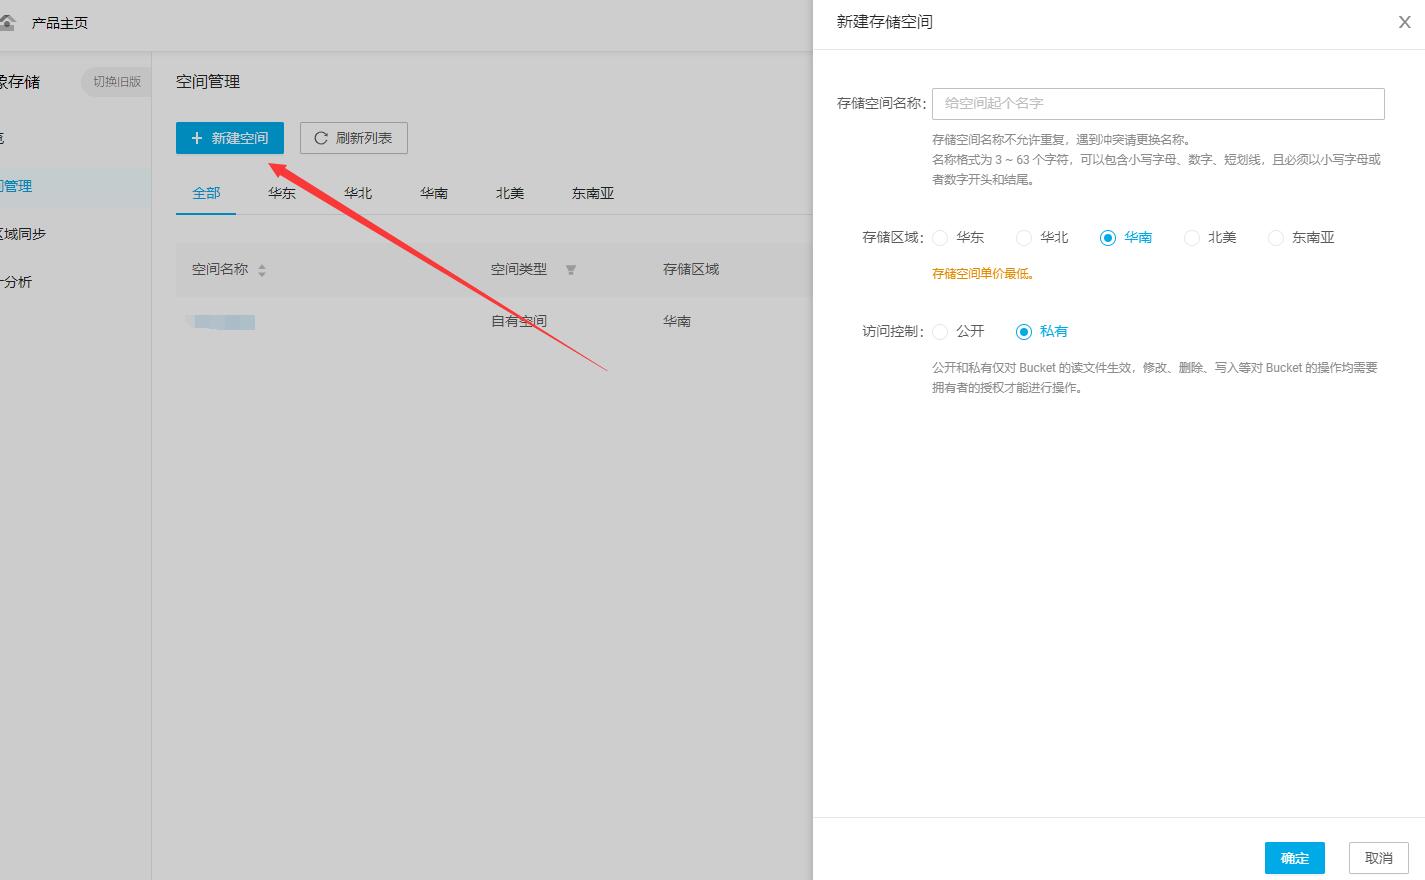 产品主页
象存储
切换旧版
空间管理
区域同步
分析
空间管理
新建空间
刷新列表
全部 华东 华北 华南 北美 东南亚
空间名称 空间类型 存储区域
自有空间 华南
新建存储空间
X
存储空间名称: 给空间起个名字
存储空间名称不允许重复，遇到冲突请更换名称。
名称格式为 3 ~ 63 个字符，可以包含小写字母、数字、短划线，且必须以小写字母或
者数字开头和结尾。
存储区域: 华东 华北 华南 北美 东南亚
存储空间单价最低。
访问控制: 公开 私有
公开和私有仅对 Bucket 的读文件生效，修改、删除、写入等对 Bucket 的操作均需要
拥有者的授权才能进行操作。
确定 取消